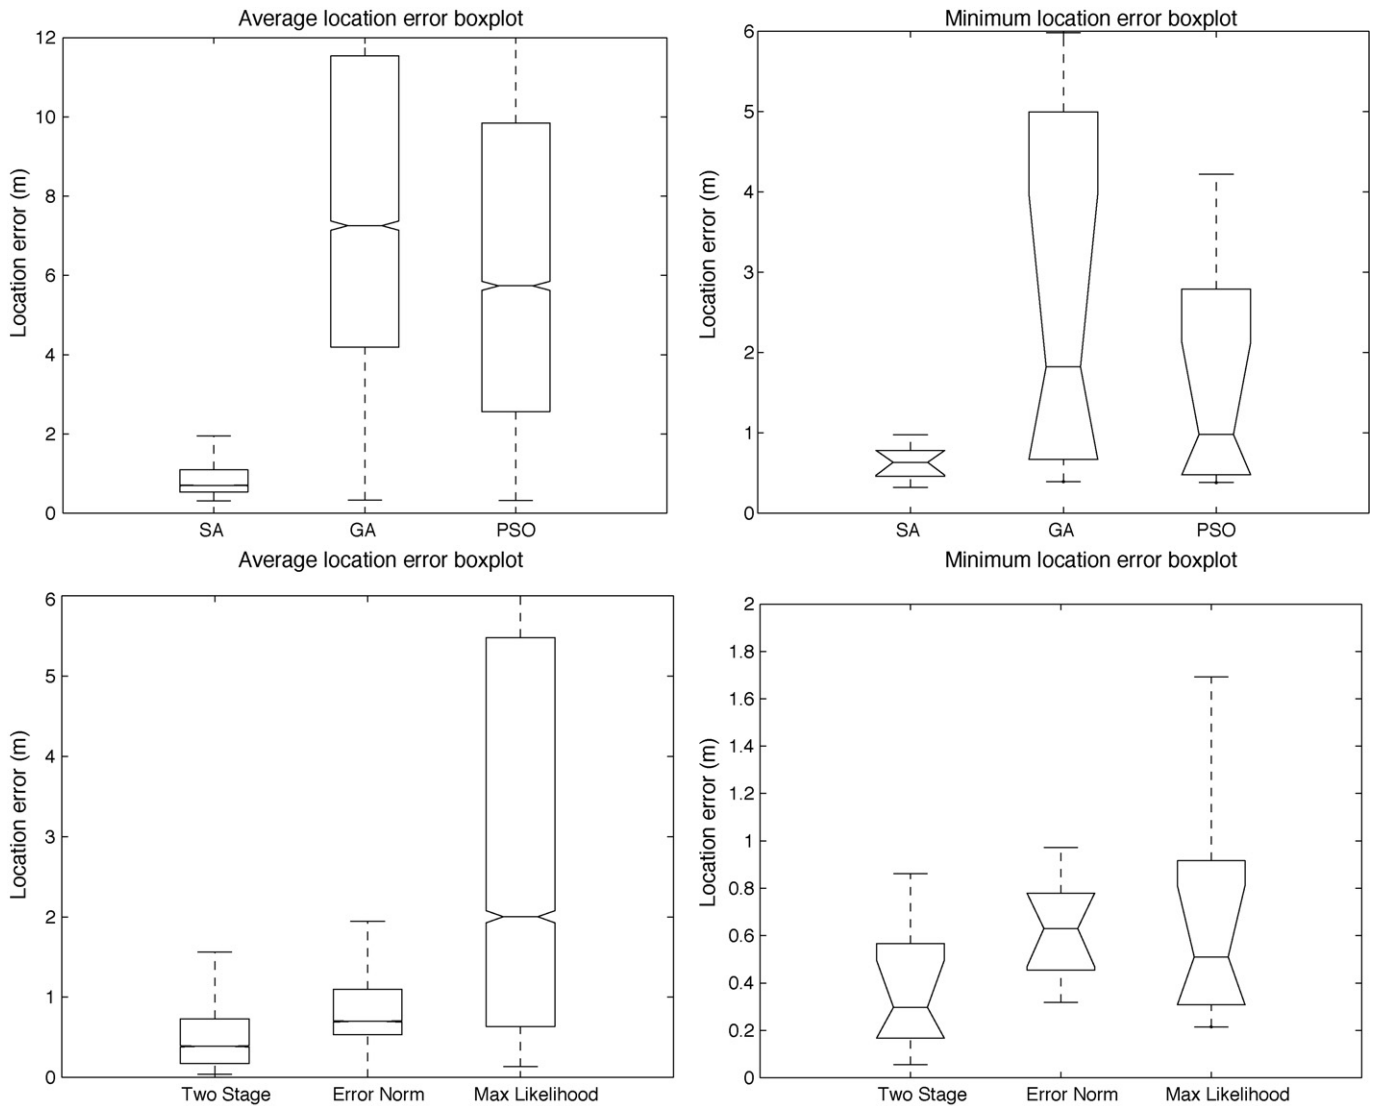 Average location error boxplot
Location error (m)
12
10
8
6
4
2
0
SA GA PSO
Minimum location error boxplot
Location error (m)
6
5
4
3
2
1
0
SA GA PSO
Average location error boxplot
Location error (m)
6
5
4
3
2
1
0
Two Stage Error Norm Max Likelihood
Minimum location error boxplot
Location error (m)
2
1.8
1.6
1.4
1.2
1
0.8
0.6
0.4
0.2
0
Two Stage Error Norm Max Likelihood